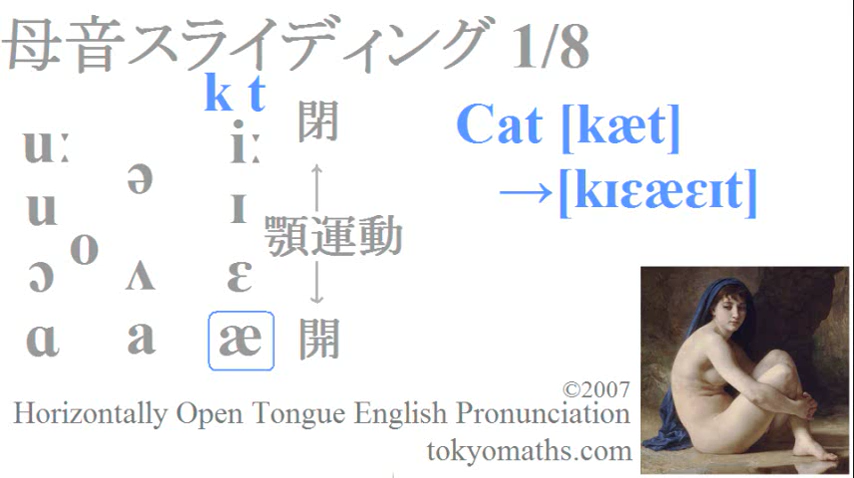 母音スライディング 1/8
k t
uː ə iː 閉
u ɪ
o 顎運動
ɔ ʌ ɛ
ɑ a æ 開
Cat [kæt]
→[kɪɛæɛɪt]
©2007
Horizontally Open Tongue English Pronunciation
tokyomaths.com